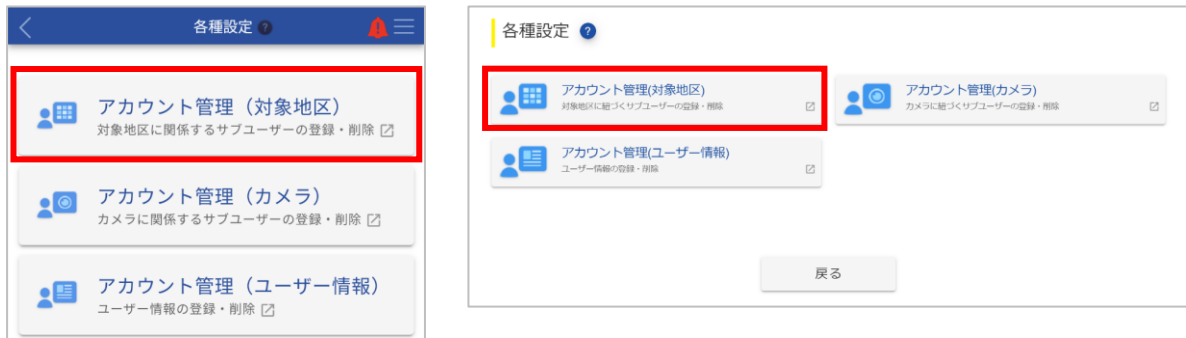 各種設定 ?
アカウント管理（対象地区）
対象地区に関係するサブユーザーの登録・削除
アカウント管理（カメラ）
カメラに関係するサブユーザーの登録・削除
アカウント管理（ユーザー情報）
ユーザー情報の登録・削除
各種設定 ?
アカウント管理(対象地区)
対象地区に紐づくサブユーザーの登録・削除
アカウント管理(カメラ)
カメラに紐づくサブユーザーの登録・削除
アカウント管理(ユーザー情報)
ユーザー情報の登録・削除
戻る